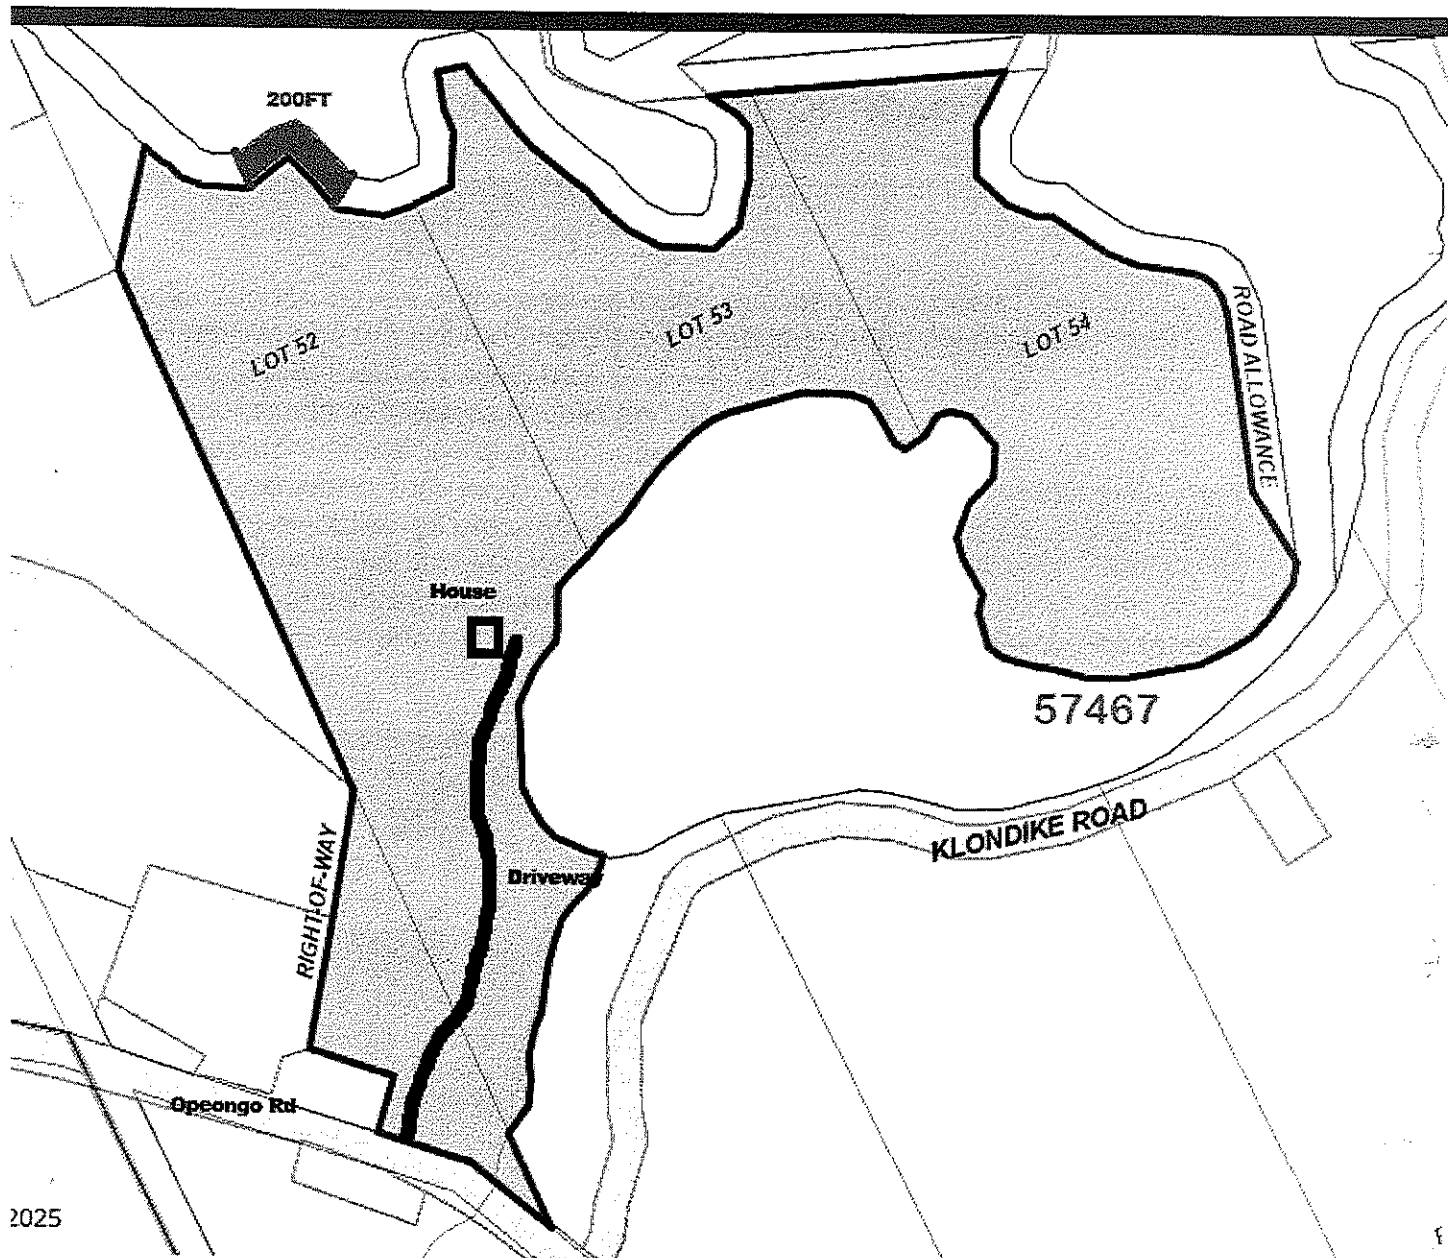 200FT
LOT 52
LOT 53
LOT 54
ROAD ALLOWANCE
House
57467
KLONDIKE ROAD
Driveway
RIGHT-OF-WAY
Opeongo Rd
2025